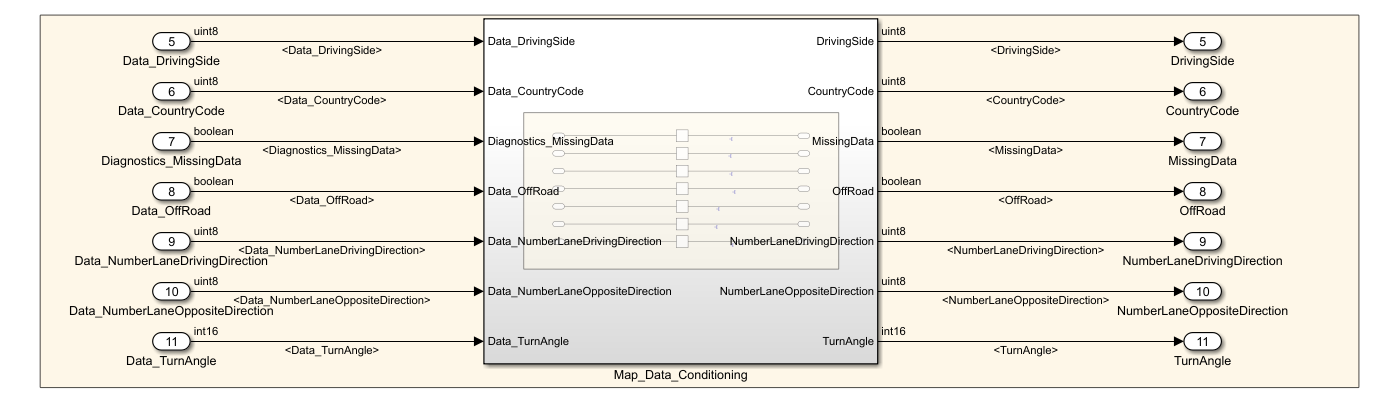 uint8
5
<Data_DrivingSide>
Data_DrivingSide
Data_DrivingSide
DrivingSide
uint8
5
<DrivingSide>
DrivingSide
uint8
6
<Data_CountryCode>
Data_CountryCode
Data_CountryCode
CountryCode
uint8
6
<CountryCode>
CountryCode
boolean
7
<Diagnostics_MissingData>
Diagnostics_MissingData
Diagnostics_MissingData
MissingData
boolean
7
<MissingData>
MissingData
boolean
8
<Data_OffRoad>
Data_OffRoad
Data_OffRoad
OffRoad
boolean
8
<OffRoad>
OffRoad
uint8
9
<Data_NumberLaneDrivingDirection>
Data_NumberLaneDrivingDirection
Data_NumberLaneDrivingDirection
NumberLaneDrivingDirection
uint8
9
<NumberLaneDrivingDirection>
NumberLaneDrivingDirection
uint8
10
<Data_NumberLaneOppositeDirection>
Data_NumberLaneOppositeDirection
Data_NumberLaneOppositeDirection
NumberLaneOppositeDirection
uint8
10
<NumberLaneOppositeDirection>
NumberLaneOppositeDirection
int16
11
<Data_TurnAngle>
Data_TurnAngle
Data_TurnAngle
TurnAngle
int16
11
<TurnAngle>
TurnAngle
Map_Data_Conditioning